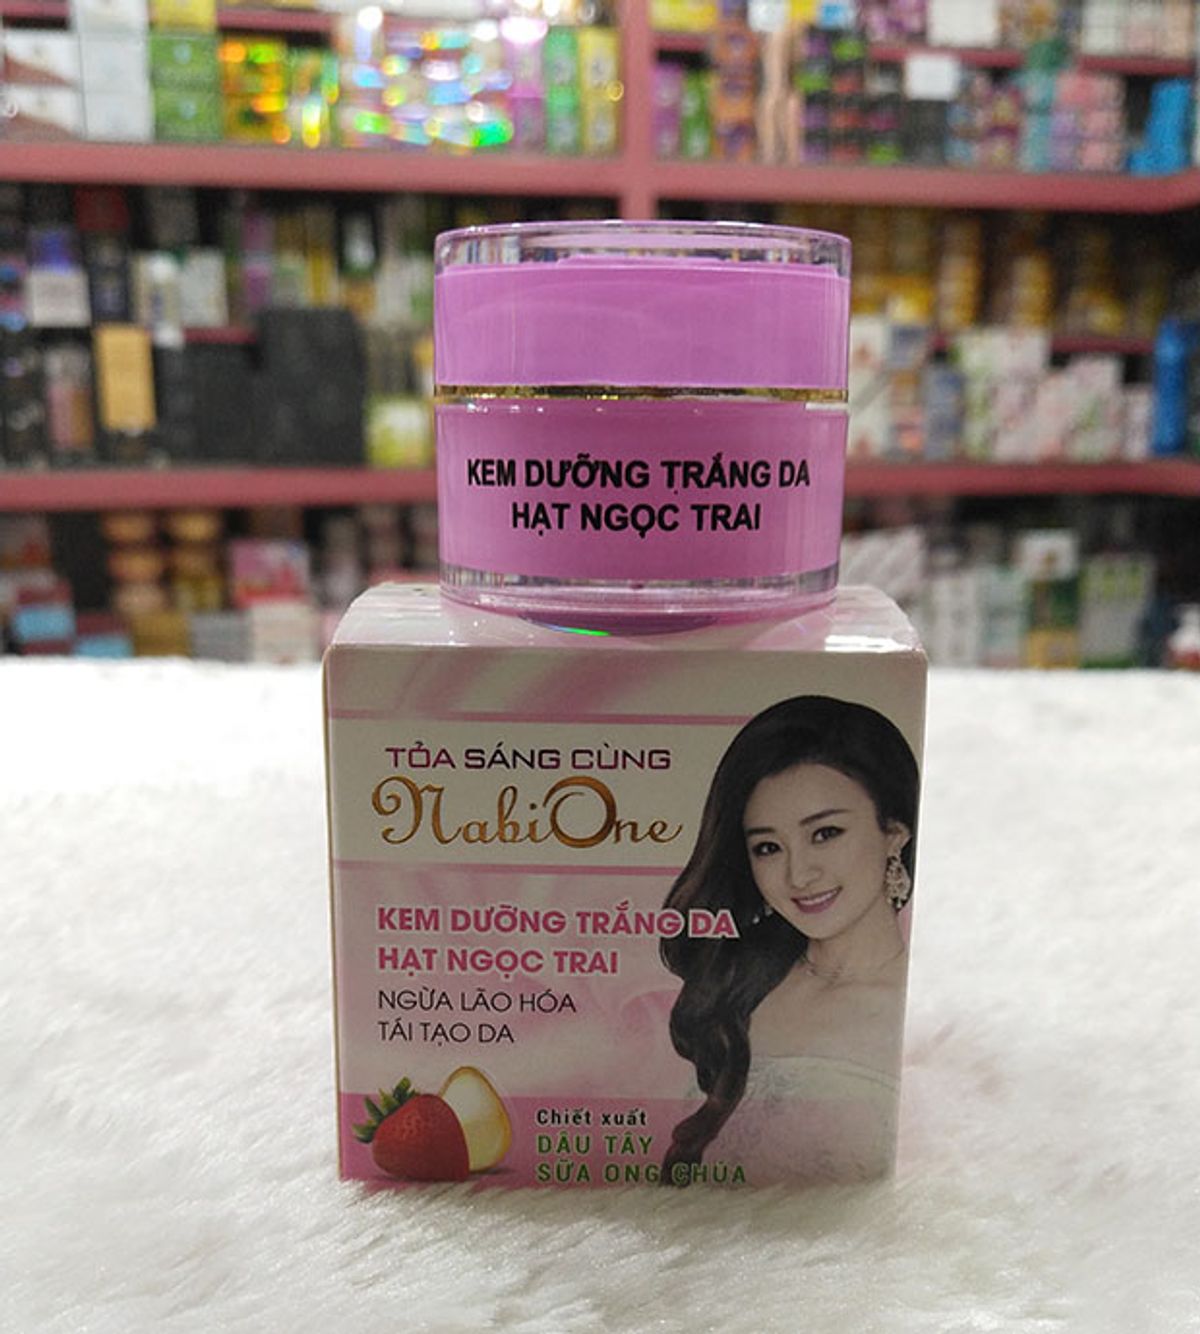 KEM DƯỠNG TRẮNG DA
HẠT NGỌC TRAI
TỎA SÁNG CÙNG
NabiOne
KEM DƯỠNG TRẮNG DA
HẠT NGỌC TRAI
NGỪA LÃO HÓA
TÁI TẠO DA
Chiết xuất
DÂU TÂY
SỮA ONG CHÚA